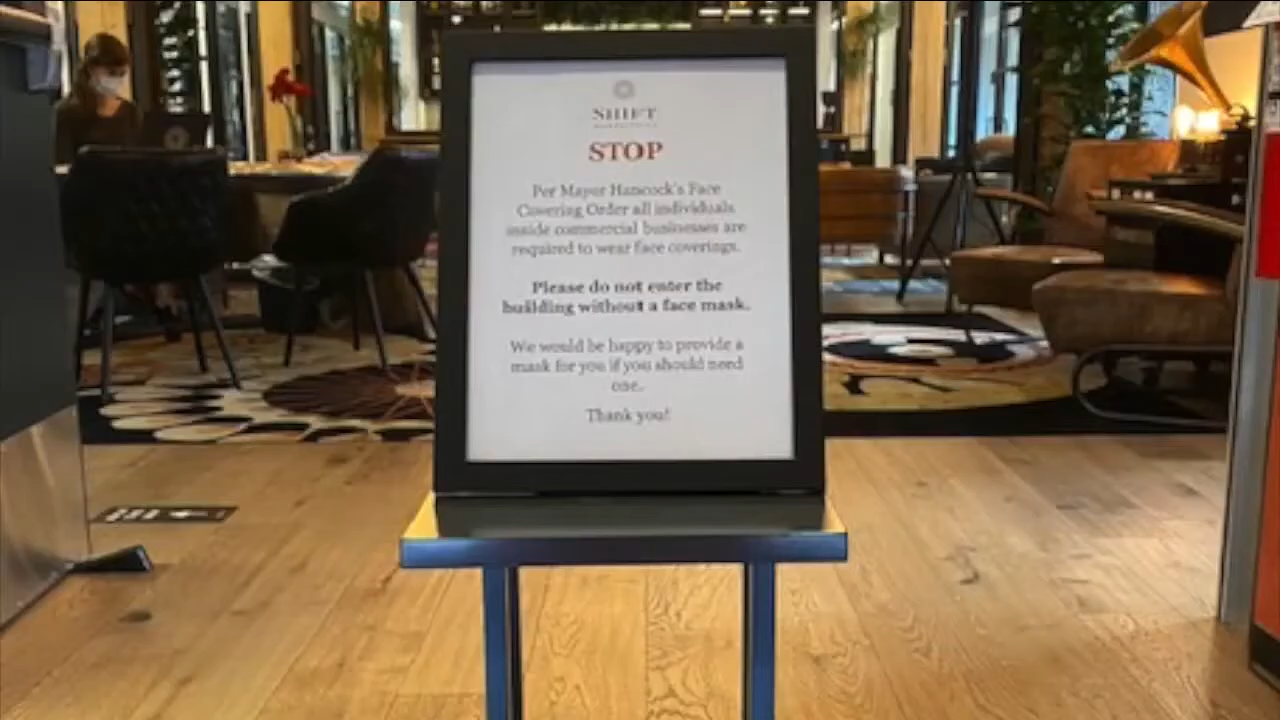 SHIFT
STOP
Per Mayor Hancock's Face
Covering Order all individuals
inside commercial businesses are
required to wear face coverings.
Please do not enter the
building without a face mask.
We would be happy to provide a
mask for you if you should need
one.
Thank you!